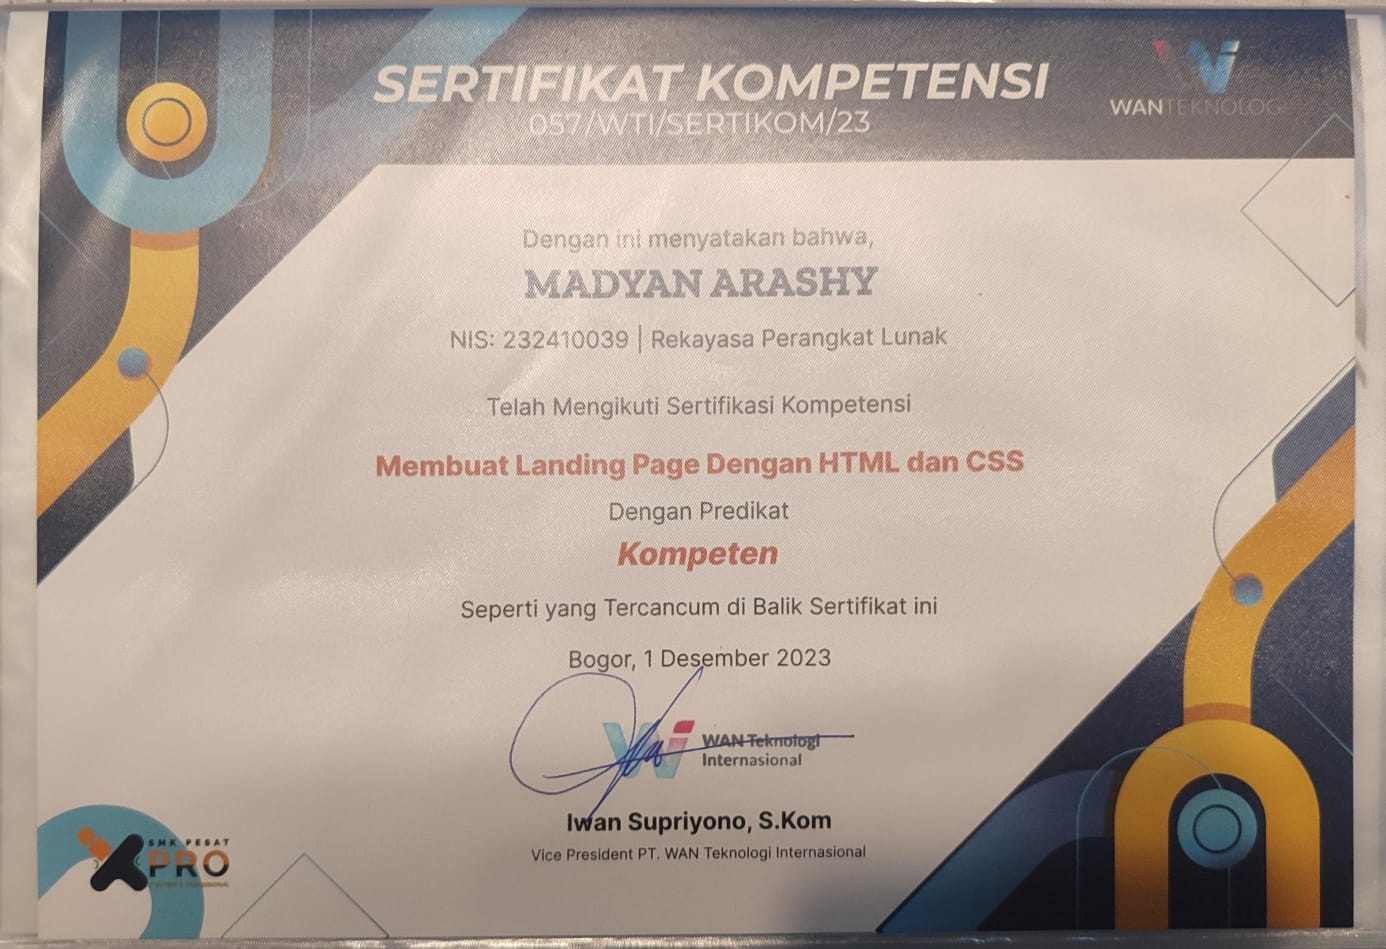 SERTIFIKAT KOMPETENSI
057/WTI/SERTIKOM/23
WANTEKNOLOGI
Dengan ini menyatakan bahwa,
MADYAN ARASHY
NIS: 232410039 | Rekayasa Perangkat Lunak
Telah Mengikuti Sertifikasi Kompetensi
Membuat Landing Page Dengan HTML dan CSS
Dengan Predikat
Kompeten
Seperti yang Tercancum di Balik Sertifikat ini
Bogor, 1 Desember 2023
WAN Teknologi
Internasional
Iwan Supriyono, S.Kom
Vice President PT. WAN Teknologi Internasional
SMK PESAT
XPRO